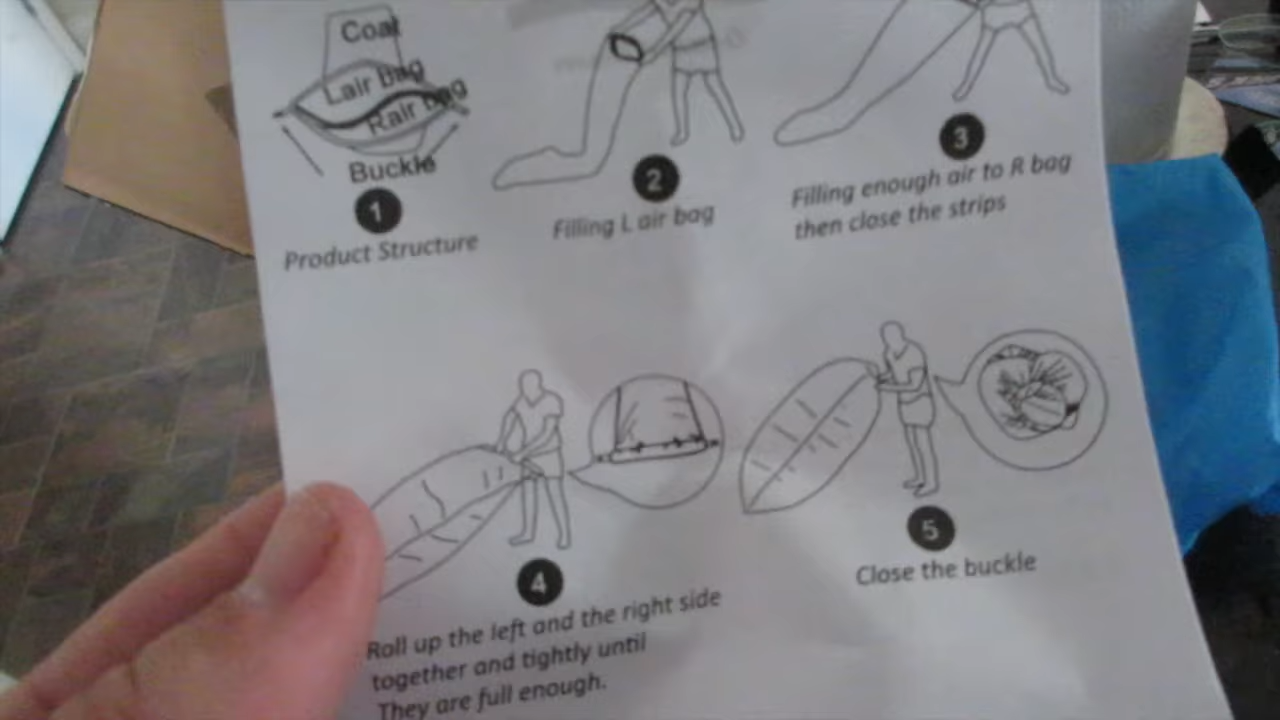 Coat
L air bag
R air bag
Buckle
1
Product Structure
2
Filling L air bag
3
Filling enough air to R bag
then close the strips
4
Roll up the left and the right side
together and tightly until
They are full enough.
5
Close the buckle